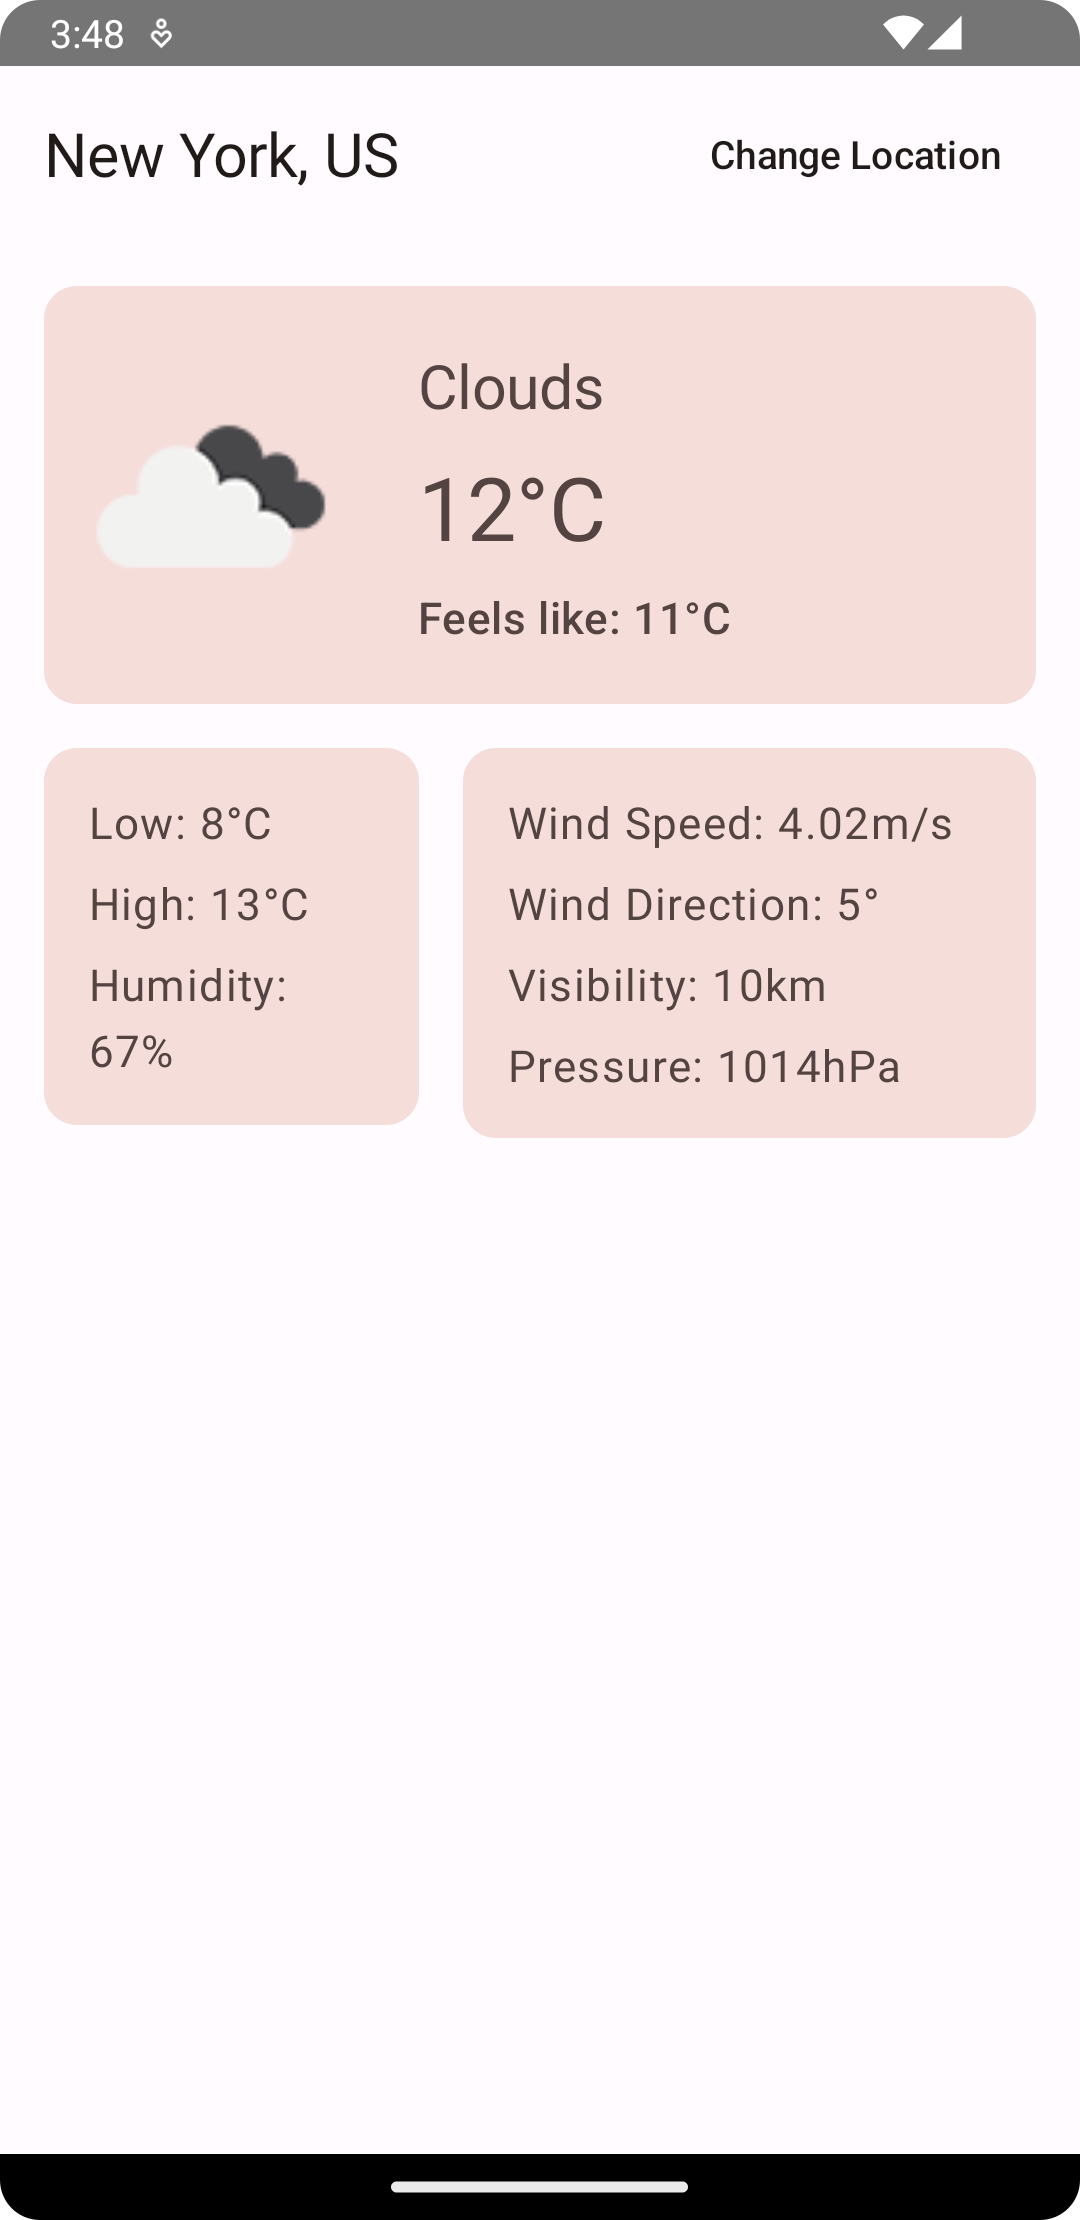 3:48
New York, US
Change Location
Clouds
12°C
Feels like: 11°C
Low: 8°C
High: 13°C
Humidity:
67%
Wind Speed: 4.02m/s
Wind Direction: 5°
Visibility: 10km
Pressure: 1014hPa